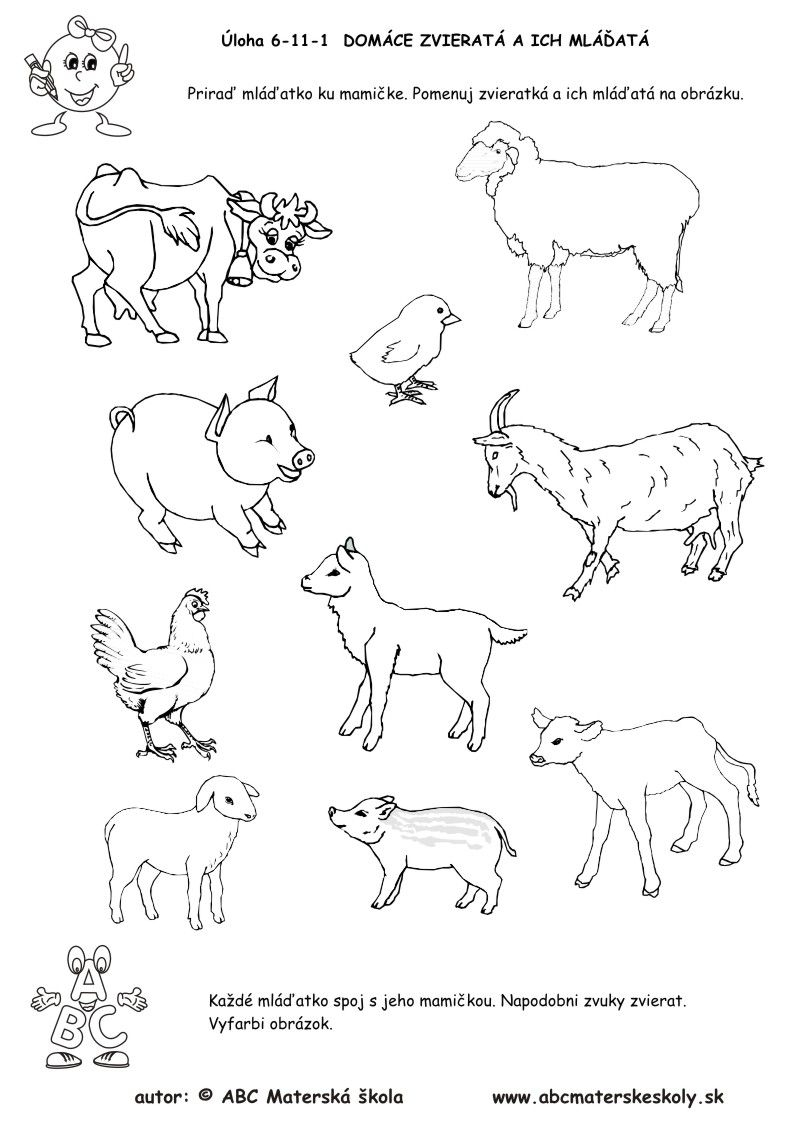 Úloha 6-11-1 DOMÁCE ZVIERATÁ A ICH MLÁĎATÁ
Priraď mláďatko ku mamičke. Pomenuj zvieratká a ich mláďatá na obrázku.
A
BC
Každé mláďatko spoj s jeho mamičkou. Napodobni zvuky zvierat.
Vyfarbi obrázok.
autor: © ABC Materská škola www.abcmaterskeskoly.sk